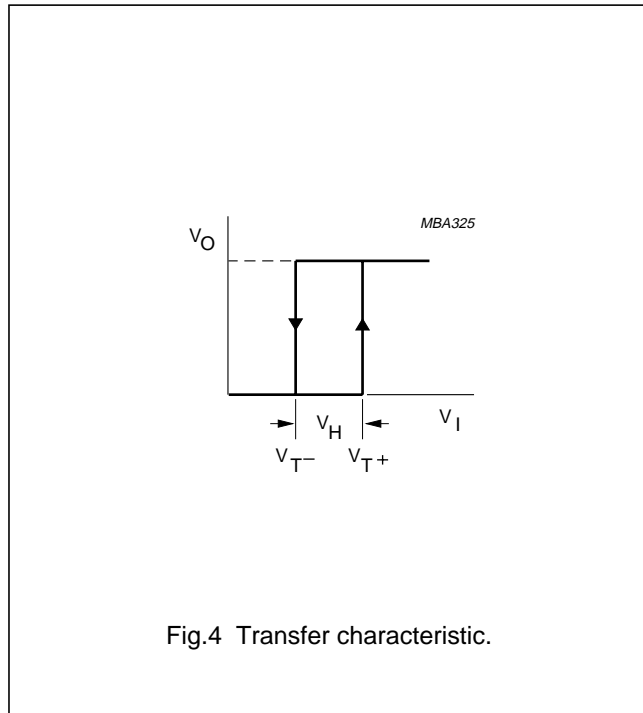 MBA325
VO
VI
VH
VT− VT+
Fig.4 Transfer characteristic.